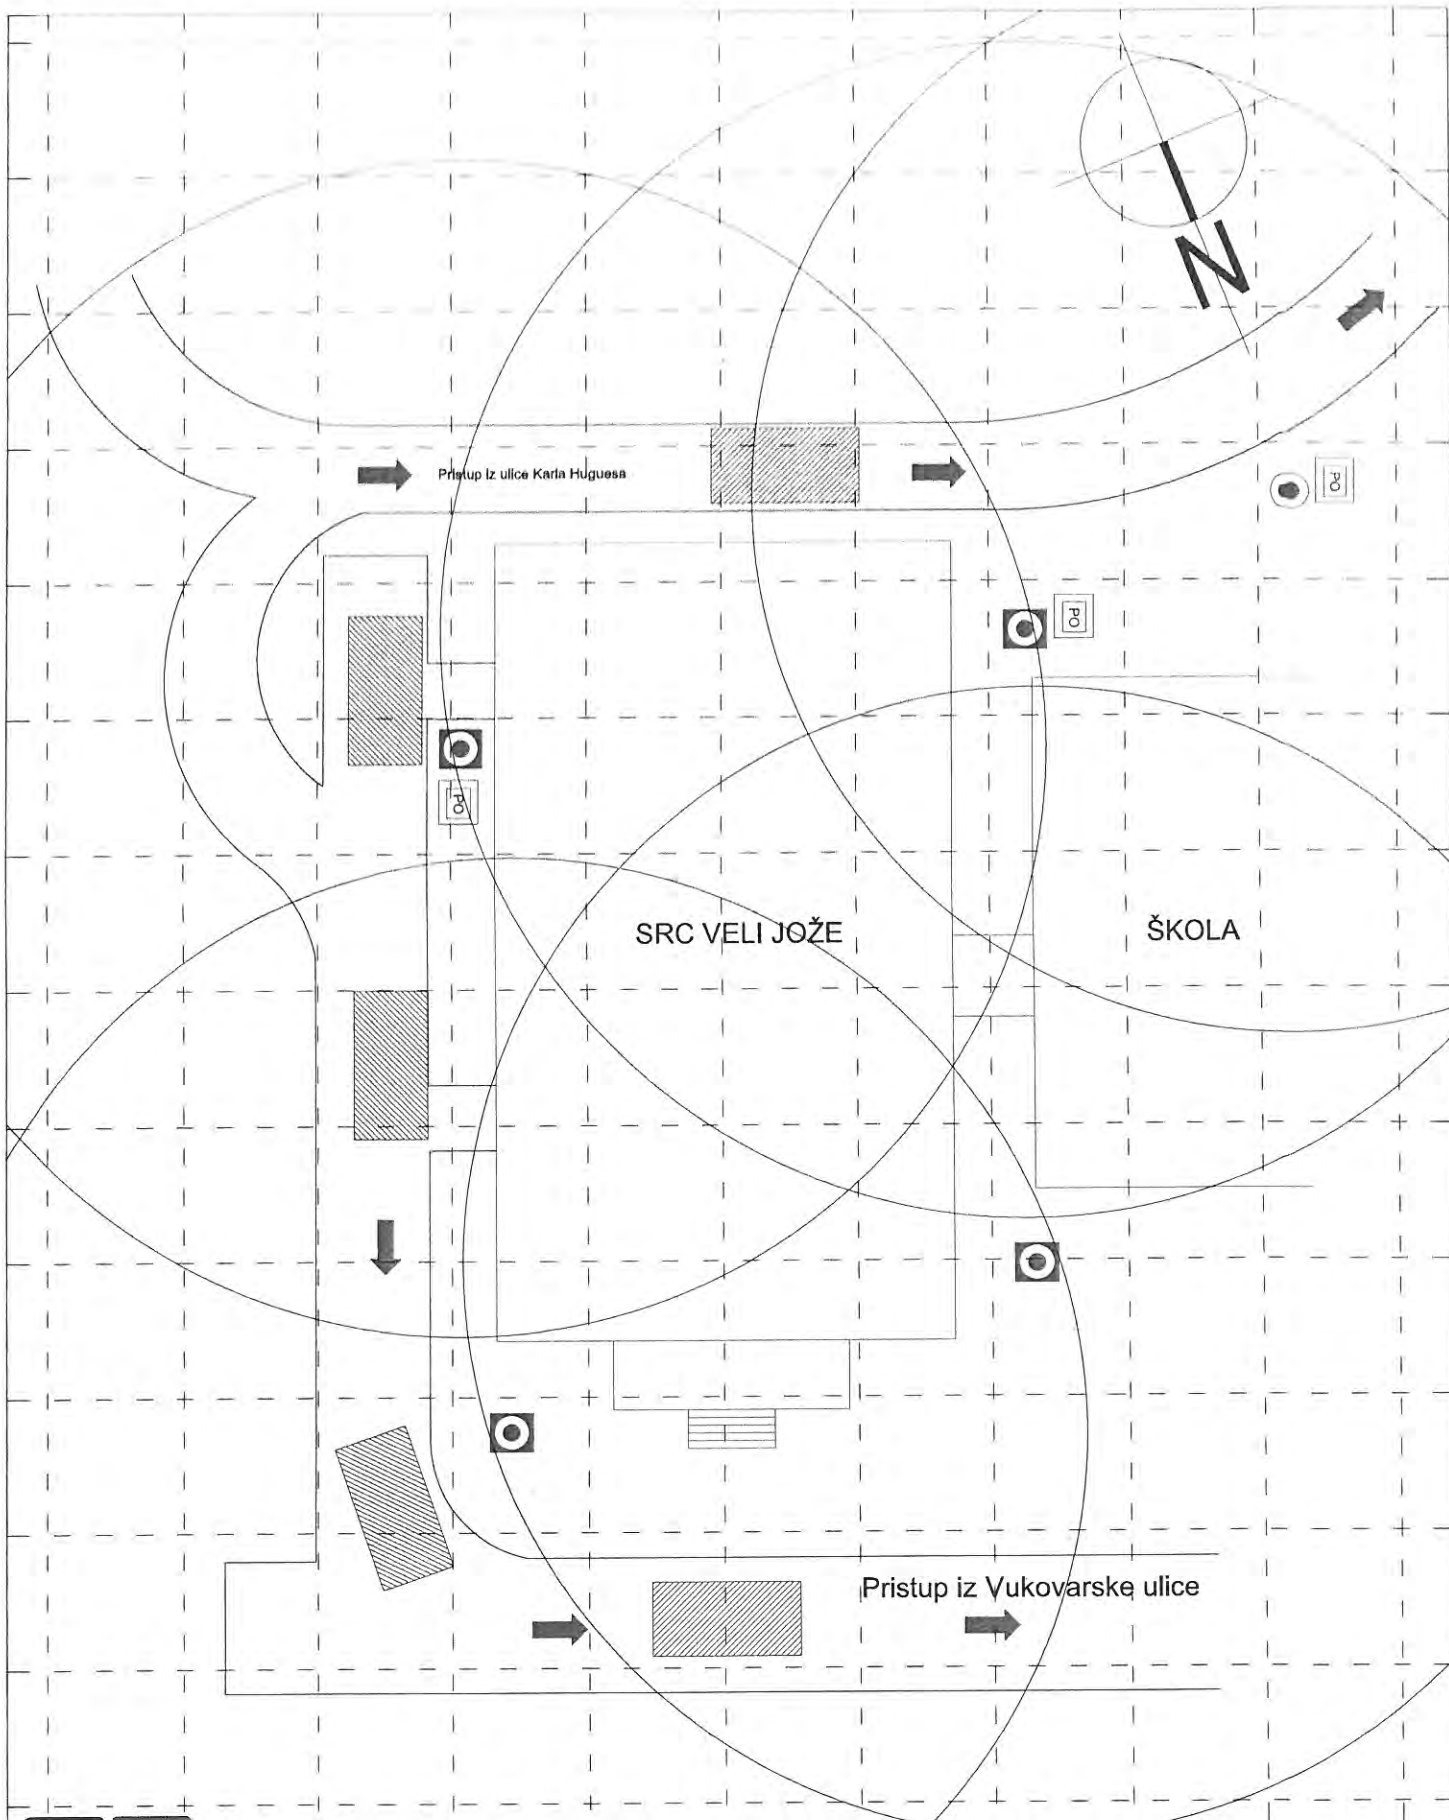 N
Pristup iz ulice Karla Huguesa
PO
PO
PO
SRC VELI JOŽE
ŠKOLA
Pristup iz Vukovarske ulice